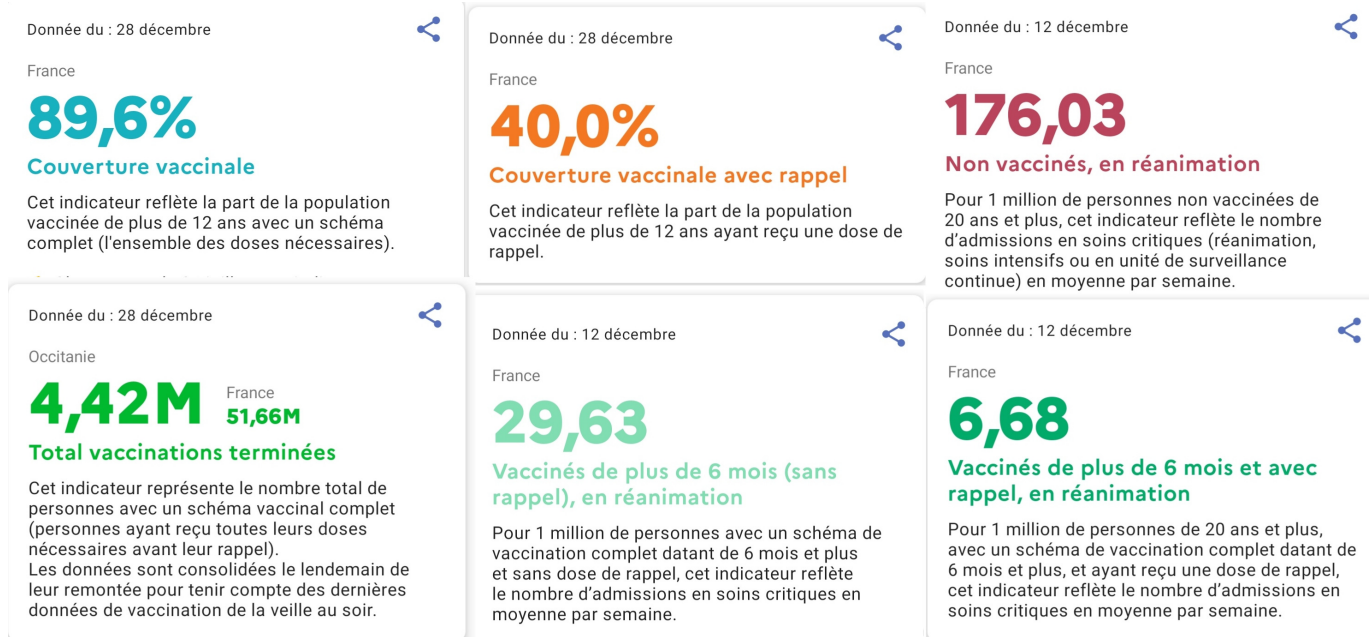 Donnée du : 28 décembre
France
89,6%
Couverture vaccinale
Cet indicateur reflète la part de la population
vaccinée de plus de 12 ans avec un schéma
complet (l'ensemble des doses nécessaires).
Donnée du : 28 décembre
France
40,0%
Couverture vaccinale avec rappel
Cet indicateur reflète la part de la population
vaccinée de plus de 12 ans ayant reçu une dose de
rappel.
Donnée du : 12 décembre
France
176,03
Non vaccinés, en réanimation
Pour 1 million de personnes non vaccinées de
20 ans et plus, cet indicateur reflète le nombre
d’admissions en soins critiques (réanimation,
soins intensifs ou en unité de surveillance
continue) en moyenne par semaine.
Donnée du : 28 décembre
Occitanie
4,42M
France
51,66M
Total vaccinations terminées
Cet indicateur représente le nombre total de
personnes avec un schéma vaccinal complet
(personnes ayant reçu toutes leurs doses
nécessaires avant leur rappel).
Les données sont consolidées le lendemain de
leur remontée pour tenir compte des dernières
données de vaccination de la veille au soir.
Donnée du : 12 décembre
France
29,63
Vaccinés de plus de 6 mois (sans
rappel), en réanimation
Pour 1 million de personnes avec un schéma de
vaccination complet datant de 6 mois et plus
et sans dose de rappel, cet indicateur reflète
le nombre d’admissions en soins critiques en
moyenne par semaine.
Donnée du : 12 décembre
France
6,68
Vaccinés de plus de 6 mois et avec
rappel, en réanimation
Pour 1 million de personnes de 20 ans et plus,
avec un schéma de vaccination complet datant de
6 mois et plus, et ayant reçu une dose de rappel,
cet indicateur reflète le nombre d’admissions en
soins critiques en moyenne par semaine.